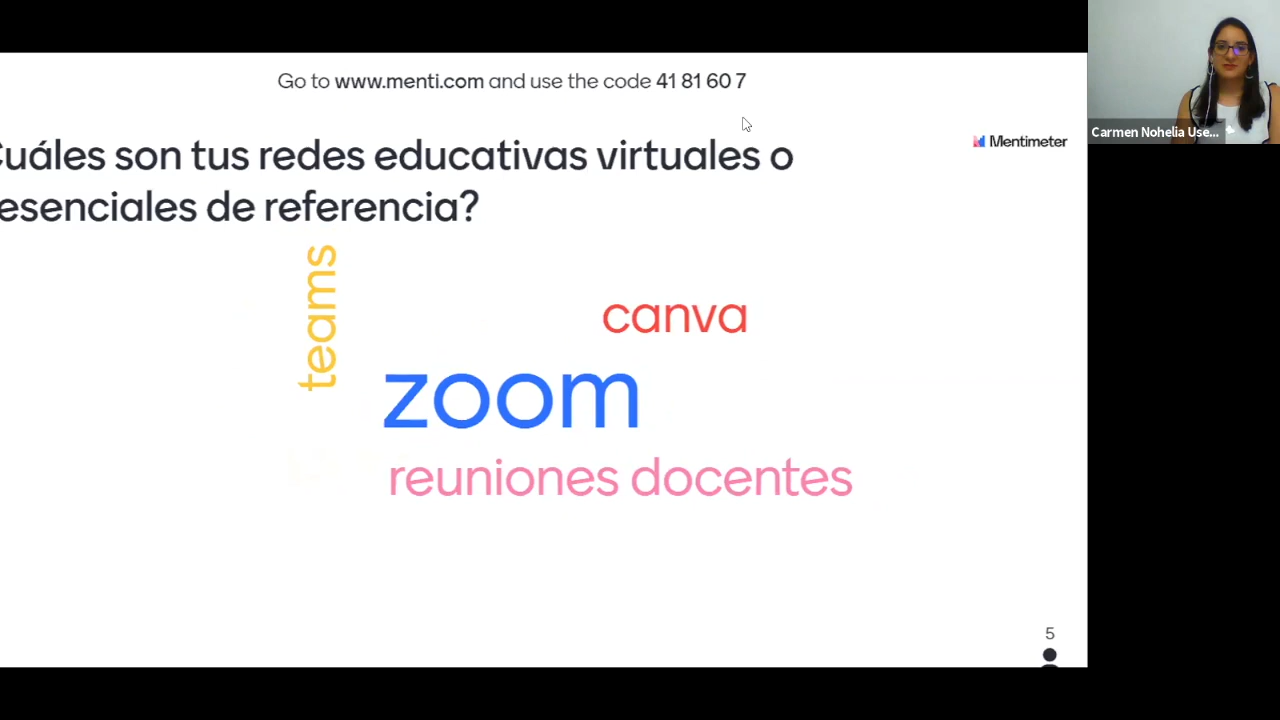 Go to www.menti.com and use the code 41 81 60 7
Mentimeter
Cuáles son tus redes educativas virtuales o
esenciales de referencia?
teams
canva
zoom
reuniones docentes
5
Carmen Nohelia Use...